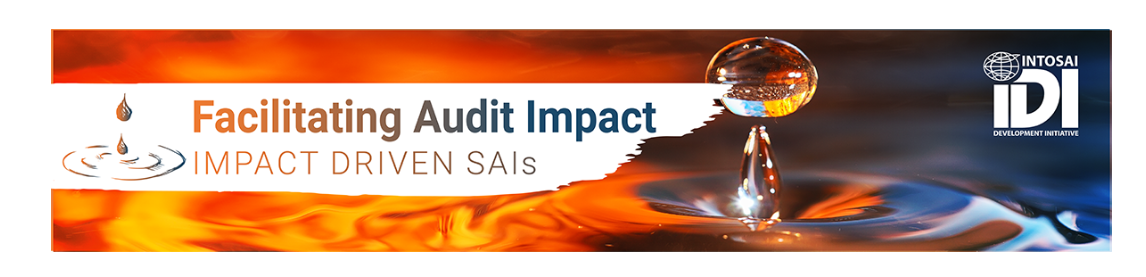 Facilitating Audit Impact
IMPACT DRIVEN SAIs
INTOSAI
IDI
DEVELOPMENT INITIATIVE